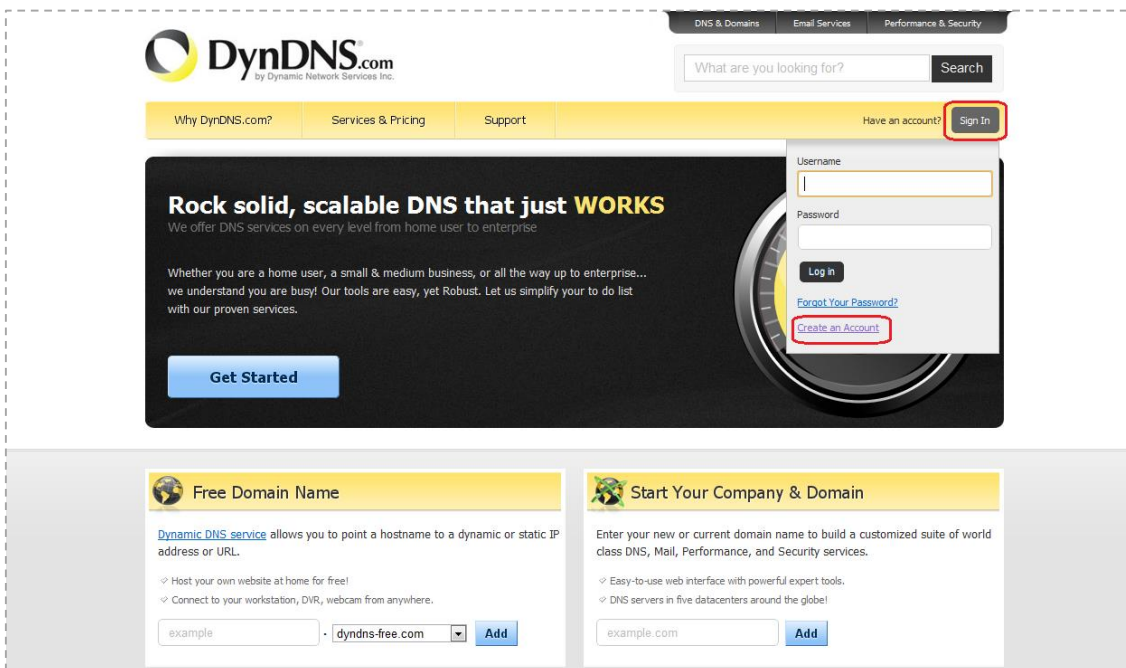 DNS & Domains Email Services Performance & Security
DynDNS.com
by Dynamic Network Services Inc.
What are you looking for? Search
Why DynDNS.com? Services & Pricing Support Have an account? Sign In
Username
Password
Log in
Forgot Your Password?
Create an Account
Rock solid, scalable DNS that just WORKS
We offer DNS services on every level from home user to enterprise
Whether you are a home user, a small & medium business, or all the way up to enterprise...
we understand you are busy! Our tools are easy, yet Robust. Let us simplify your to do list
with our proven services.
Get Started
Free Domain Name
Dynamic DNS service allows you to point a hostname to a dynamic or static IP
address or URL.
Host your own website at home for free!
Connect to your workstation, DVR, webcam from anywhere.
example . dyndns-free.com Add
Start Your Company & Domain
Enter your new or current domain name to build a customized suite of world
class DNS, Mail, Performance, and Security services.
Easy-to-use web interface with powerful expert tools.
DNS servers in five datacenters around the globe!
example.com Add